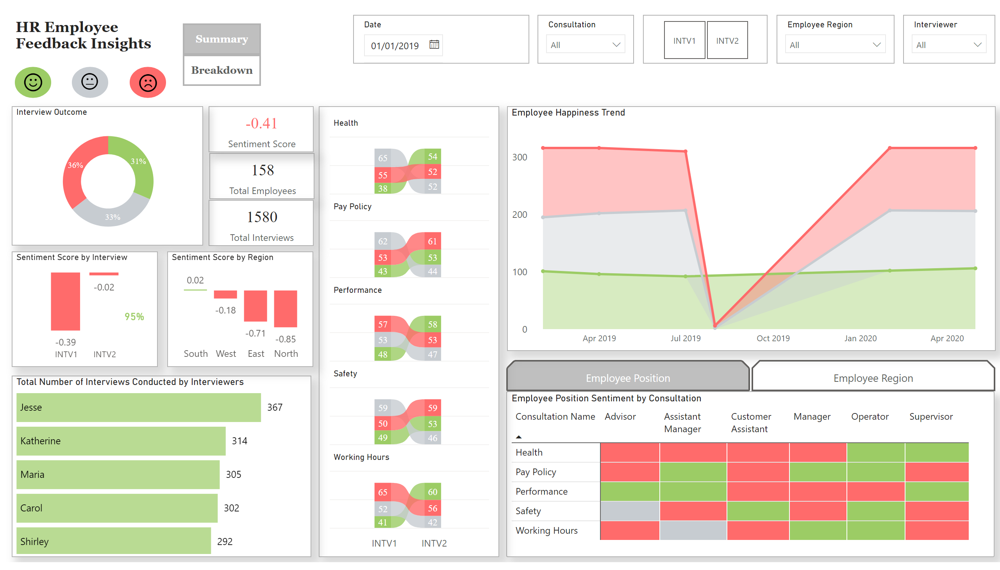 HR Employee
Feedback Insights
Summary
Breakdown
Date
01/01/2019
Consultation
All
INTV1
INTV2
Employee Region
All
Interviewer
All
Interview Outcome
36%
31%
33%
-0.41
Sentiment Score
158
Total Employees
1580
Total Interviews
Sentiment Score by Interview
-0.02
95%
-0.39
INTV1
INTV2
Sentiment Score by Region
0.02
-0.18
-0.71
-0.85
South
West
East
North
Total Number of Interviews Conducted by Interviewers
Jesse
367
Katherine
314
Maria
305
Carol
302
Shirley
292
Health
65
54
55
52
38
52
Pay Policy
62
61
53
53
43
44
Performance
57
58
53
53
48
47
Safety
59
59
50
53
49
46
Working Hours
65
60
52
56
41
42
INTV1
INTV2
Employee Happiness Trend
300
200
100
0
Apr 2019
Jul 2019
Oct 2019
Jan 2020
Apr 2020
Employee Position
Employee Region
Employee Position Sentiment by Consultation
Consultation Name
Advisor
Assistant
Manager
Customer
Assistant
Manager
Operator
Supervisor
Health
Pay Policy
Performance
Safety
Working Hours